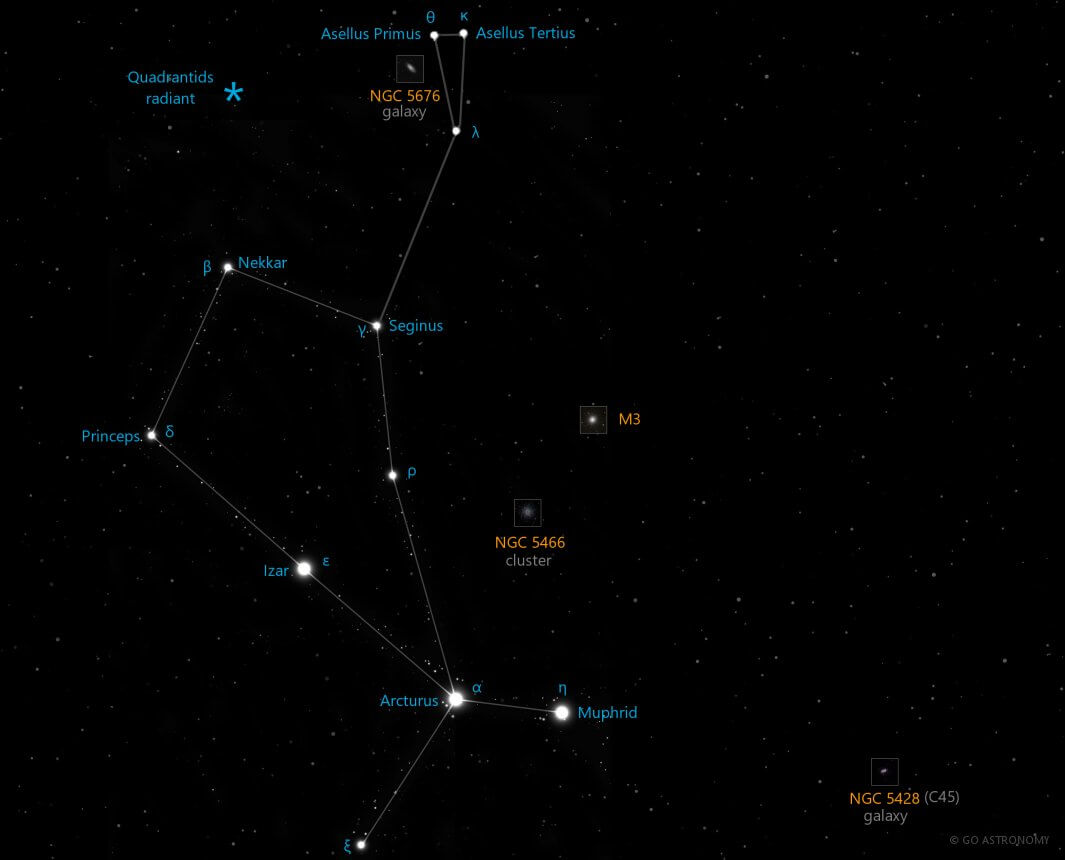 θ
κ
Asellus Primus
Asellus Tertius
Quadrantids
radiant
*
NGC 5676
galaxy
λ
β
Nekkar
γ
Seginus
M3
Princeps
δ
ρ
NGC 5466
cluster
Izar
ε
Arcturus
α
η
Muphrid
NGC 5428 (C45)
galaxy
ξ
© GO ASTRONOMY